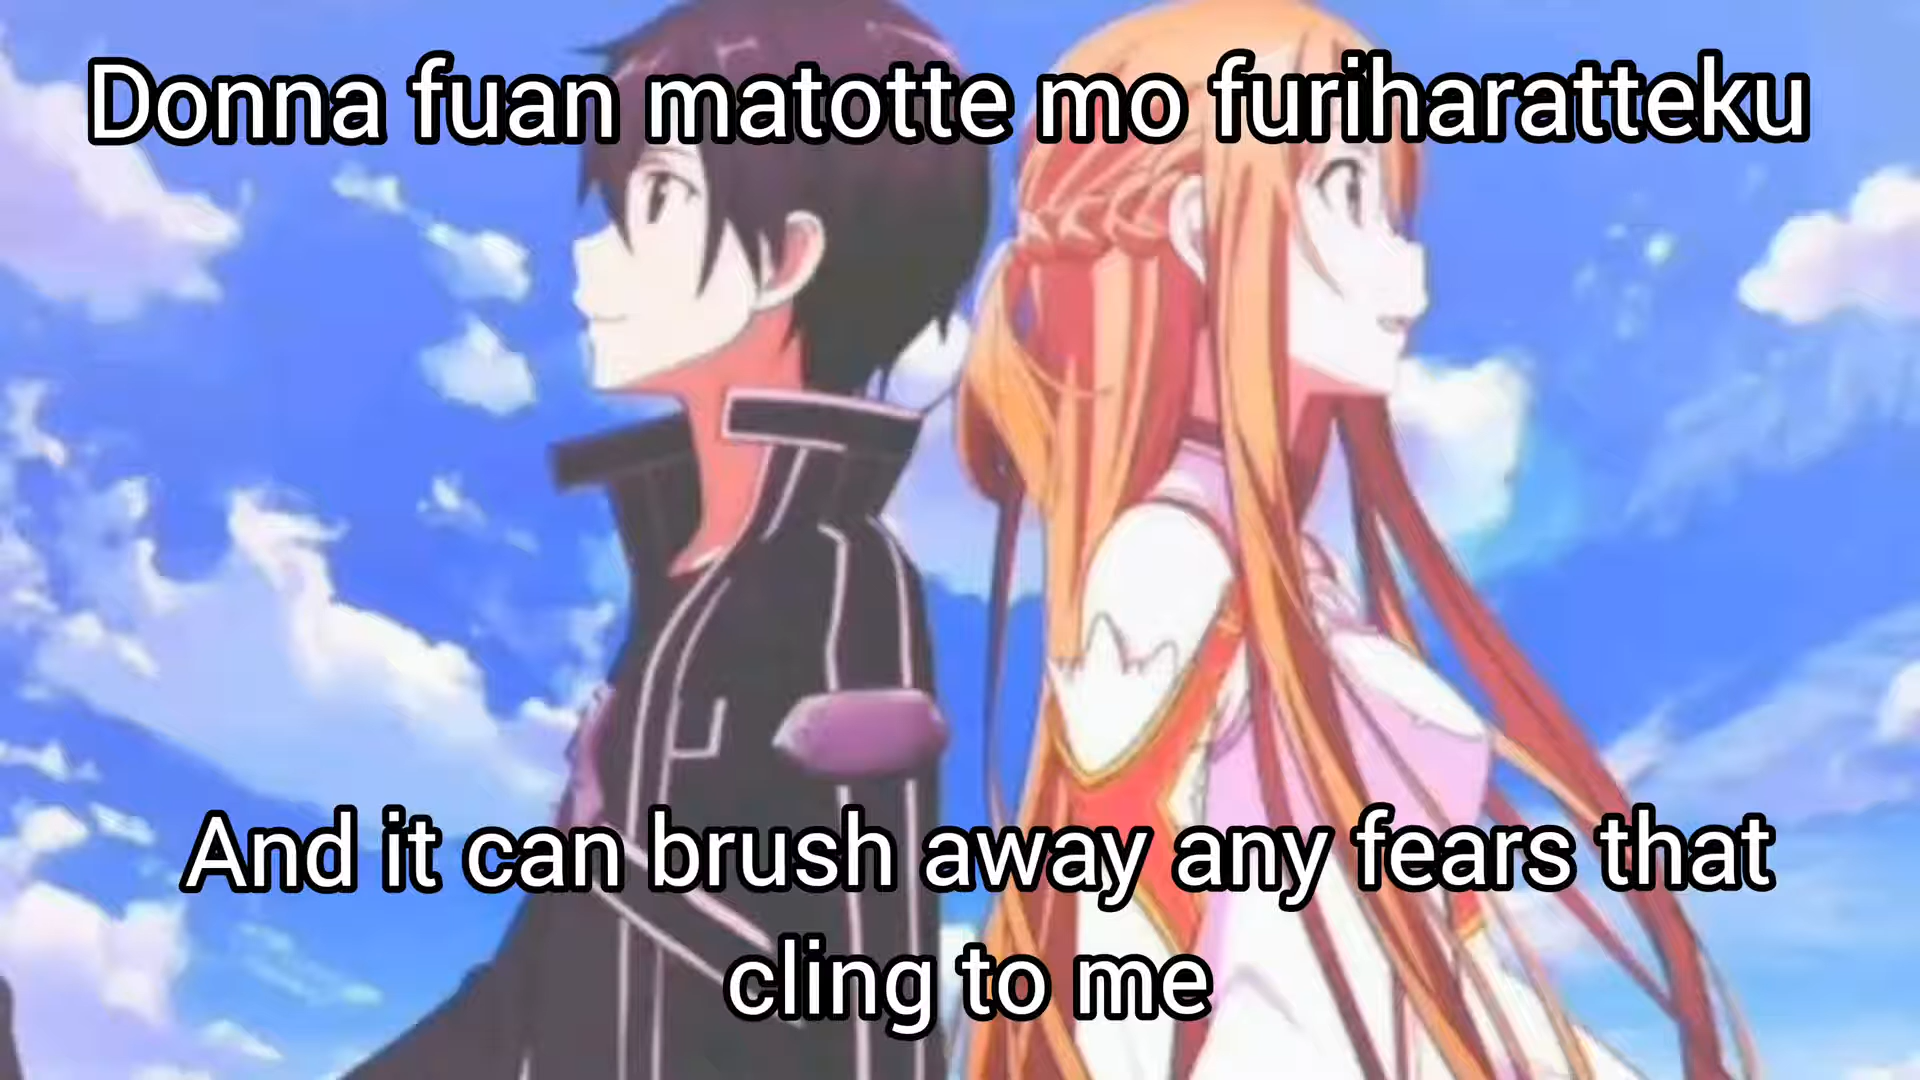 Donna fuan matotte mo furiharatteku
And it can brush away any fears that
cling to me